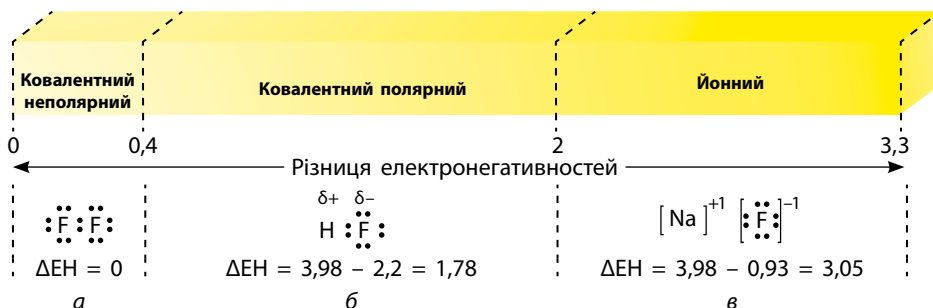 Ковалентний неполярний
Ковалентний полярний
Йонний
0 0,4 2 3,3
Різниця електронегативностей
F F
δ+ δ−
H F
[Na]⁺¹ [F]⁻¹
ΔЕН = 0
ΔЕН = 3,98 − 2,2 = 1,78
ΔЕН = 3,98 − 0,93 = 3,05
а б в